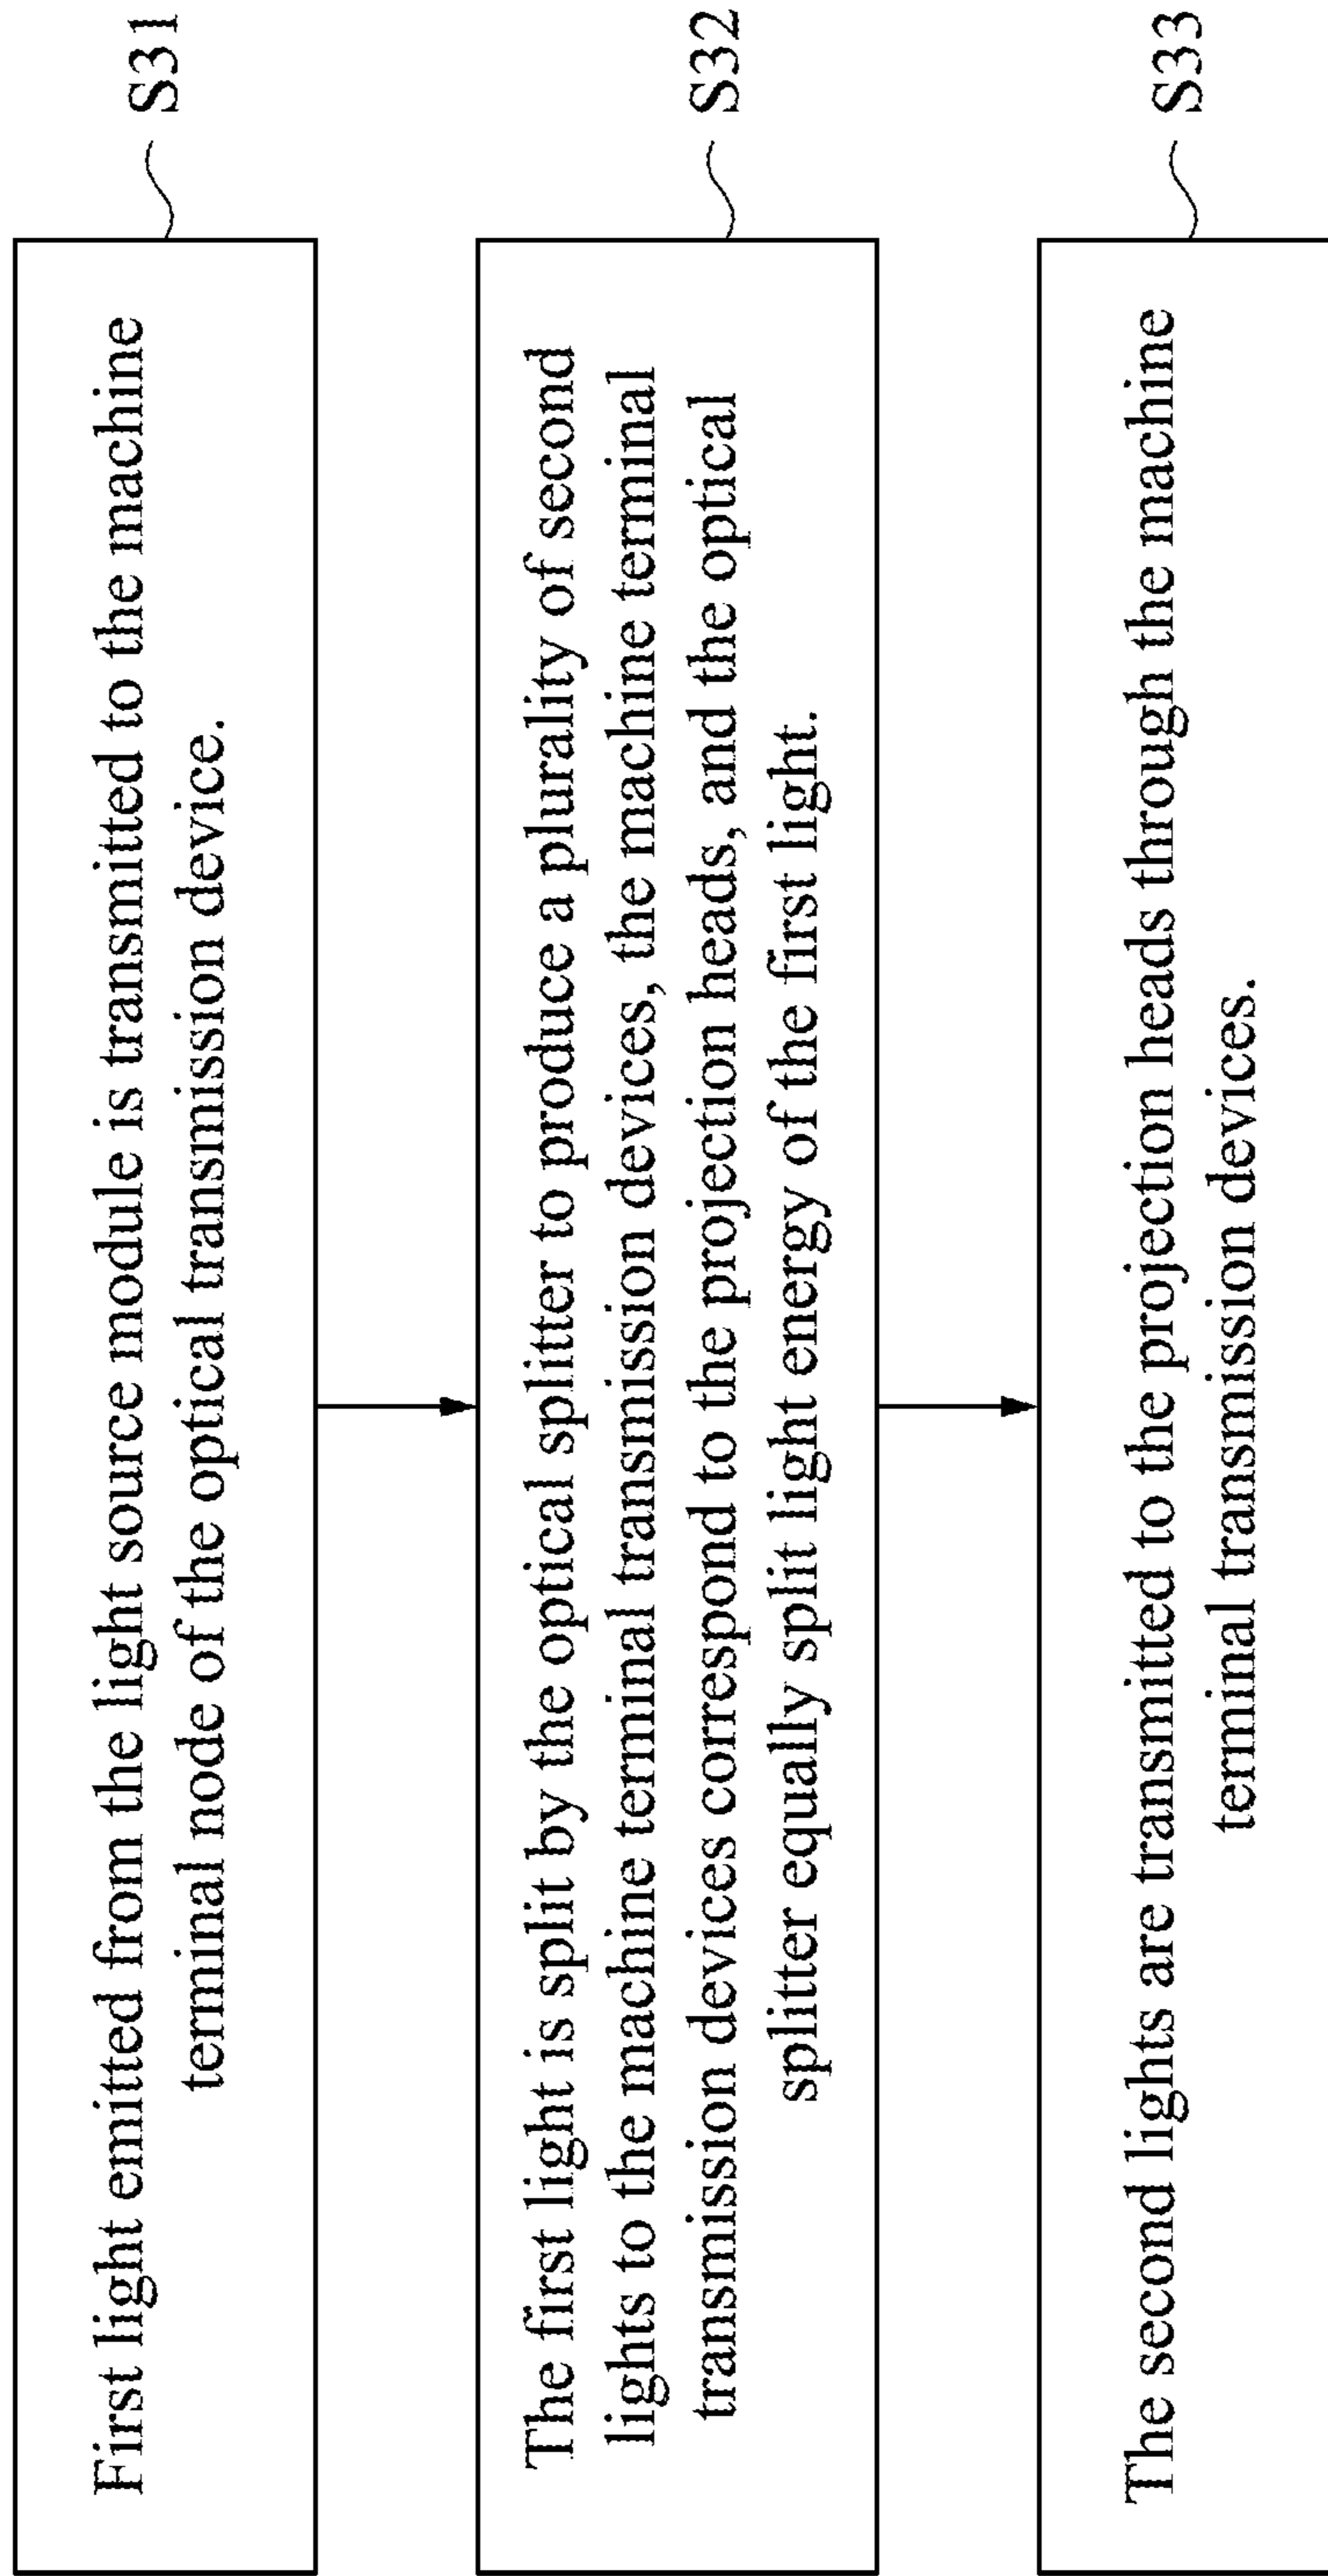 First light emitted from the light source module is transmitted to the machine
terminal node of the optical transmission device.
S31
The first light is split by the optical splitter to produce a plurality of second
lights to the machine terminal transmission devices, the machine terminal
transmission devices correspond to the projection heads, and the optical
splitter equally split light energy of the first light.
S32
The second lights are transmitted to the projection heads through the machine
terminal transmission devices.
S33